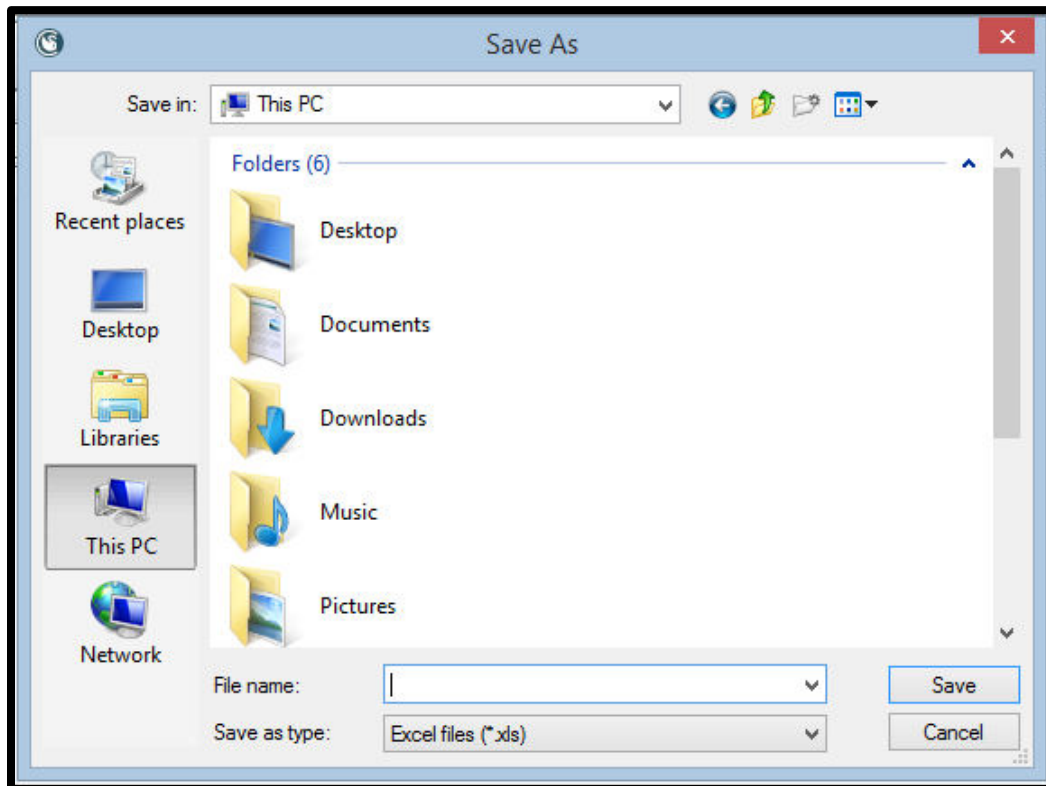 Save As
Save in: This PC
Folders (6)
Recent places
Desktop
Libraries
This PC
Network
Desktop
Documents
Downloads
Music
Pictures
File name:
Save
Save as type: Excel files (*.xls)
Cancel